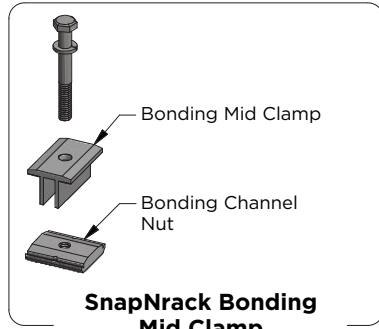 Bonding Mid Clamp
Bonding Channel
Nut
SnapNrack Bonding
Mid Clamp